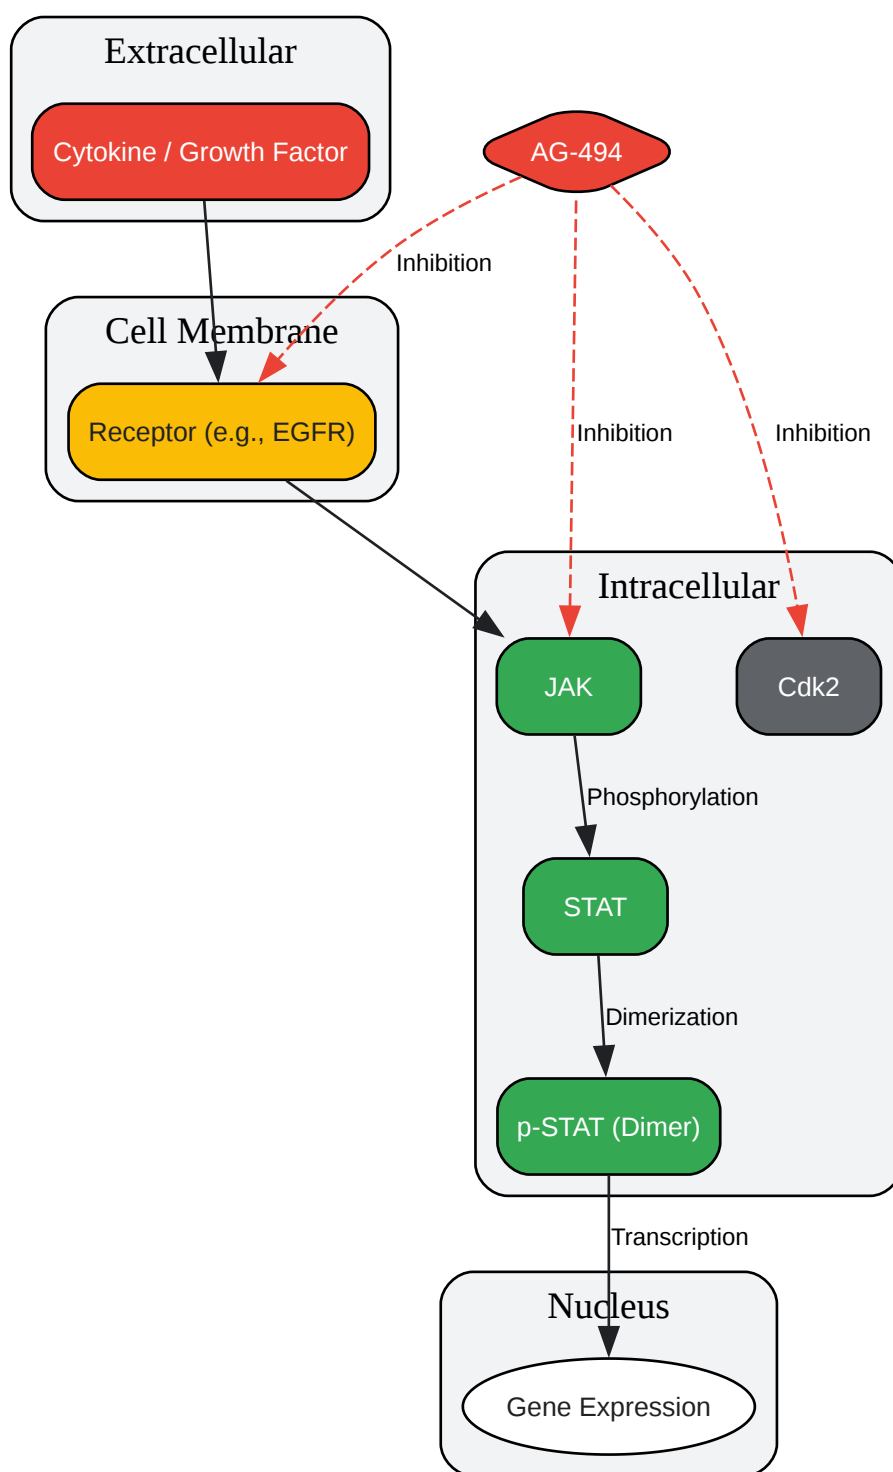 Extracellular
Cytokine / Growth Factor
AG-494
Inhibition
Cell Membrane
Receptor (e.g., EGFR)
Inhibition
Inhibition
Intracellular
JAK
Cdk2
Phosphorylation
STAT
Dimerization
p-STAT (Dimer)
Transcription
Nucleus
Gene Expression